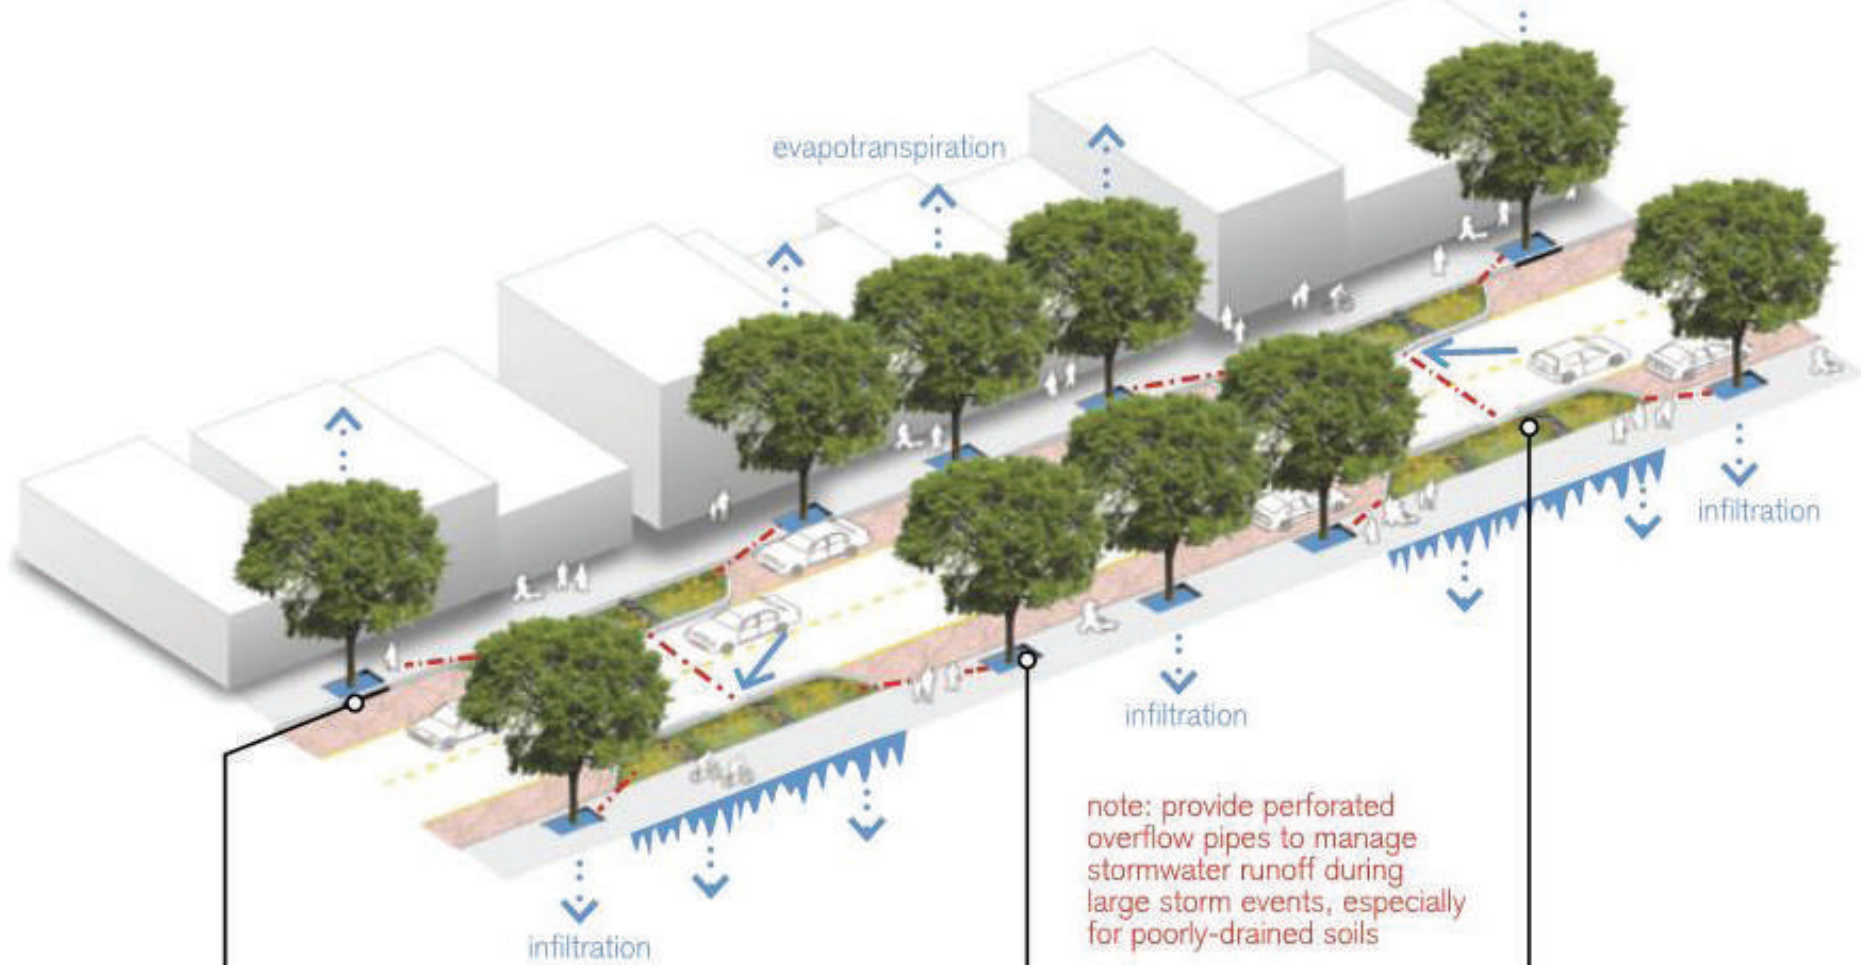 evapotranspiration
infiltration
infiltration
note: provide perforated
overflow pipes to manage
stormwater runoff during
large storm events, especially
for poorly-drained soils
infiltration